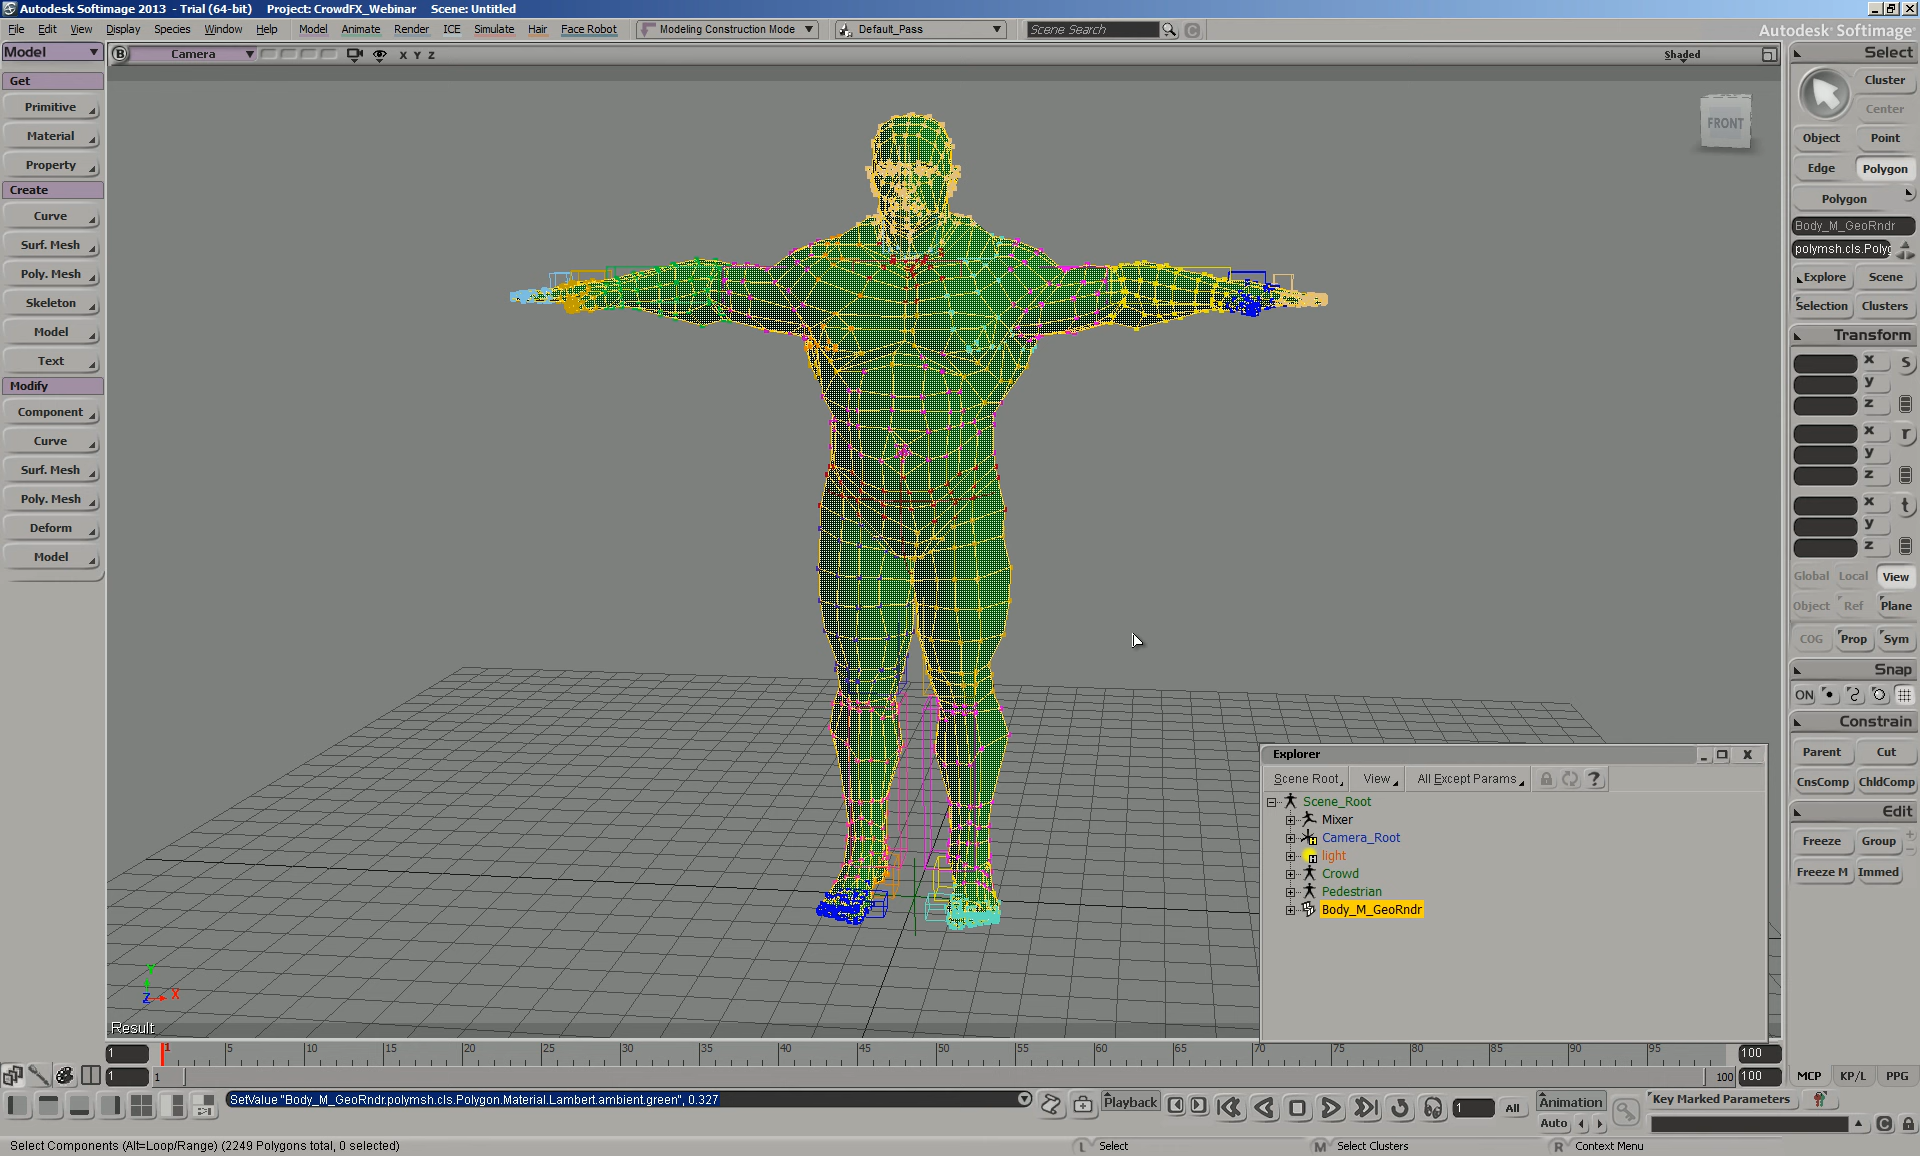 Autodesk Softimage 2013 - Trial (64-bit) Project: CrowdFX_Webinar Scene: Untitled
File Edit View Display Species Window Help Model Animate Render ICE Simulate Hair Face Robot Modeling Construction Mode Default_Pass Scene Search
Autodesk® Softimage®
Model
B Camera X Y Z Shaded
Select
Get
Primitive
Material
Property
Create
Curve
Surf. Mesh
Poly. Mesh
Skeleton
Model
Text
Modify
Component
Curve
Surf. Mesh
Poly. Mesh
Deform
Model
FRONT
Cluster
Center
Object Point
Edge Polygon
Polygon
Body_M_GeoRndr
polymsh.cls.Polyg
Explore Scene
Selection Clusters
Transform
x s
y
z
x r
y
z
x t
y
z
Global Local View
Object Ref Plane
COG Prop Sym
Snap
ON
Constrain
Parent Cut
CnsComp ChldComp
Edit
Freeze Group
Freeze M Immed
Explorer
Scene Root View All Except Params ?
Scene_Root
Mixer
Camera_Root
light
Crowd
Pedestrian
Body_M_GeoRndr
Y
Z X
Result
1 1 5 10 15 20 25 30 35 40 45 50 55 60 65 70 75 80 85 90 95 100
1 1 100 100
MCP KP/L PPG
SetValue "Body_M_GeoRndr.polymsh.cls.Polygon.Material.Lambert.ambient.green", 0.327
Playback 1 All Animation Key Marked Parameters
Auto
Select Components (Alt=Loop/Range) (2249 Polygons total, 0 selected) L Select M Select Clusters R Context Menu